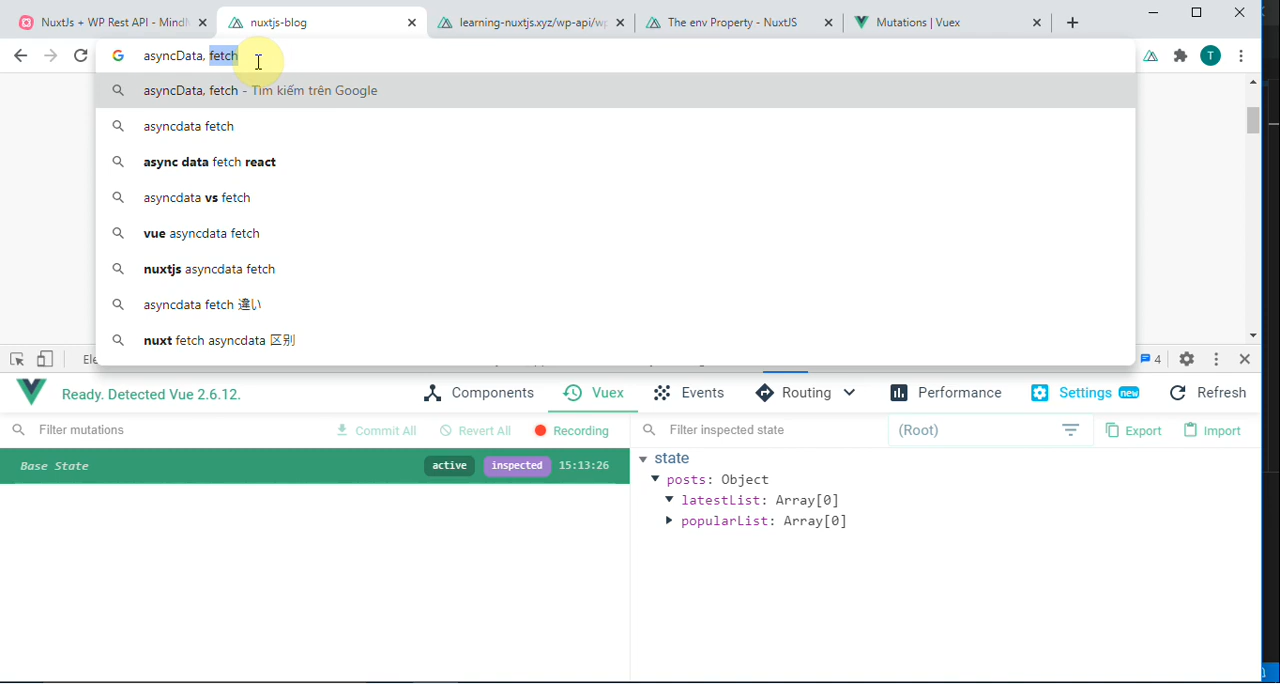 NuxtJs + WP Rest API - Mind
nuxtjs-blog
learning-nuxtjs.xyz/wp-api/wp
The env Property - NuxtJS
Mutations | Vuex
asyncData, fetch
T
asyncData, fetch - Tìm kiếm trên Google
asyncdata fetch
async data fetch react
asyncdata vs fetch
vue asyncdata fetch
nuxtjs asyncdata fetch
asyncdata fetch 違い
nuxt fetch asyncdata 区别
Ele
4
Ready. Detected Vue 2.6.12.
Components
Vuex
Events
Routing
Performance
Settings new
Refresh
Filter mutations
Commit All
Revert All
Recording
Filter inspected state
(Root)
Export
Import
Base State
active
inspected
15:13:26
state
posts: Object
latestList: Array[0]
popularList: Array[0]